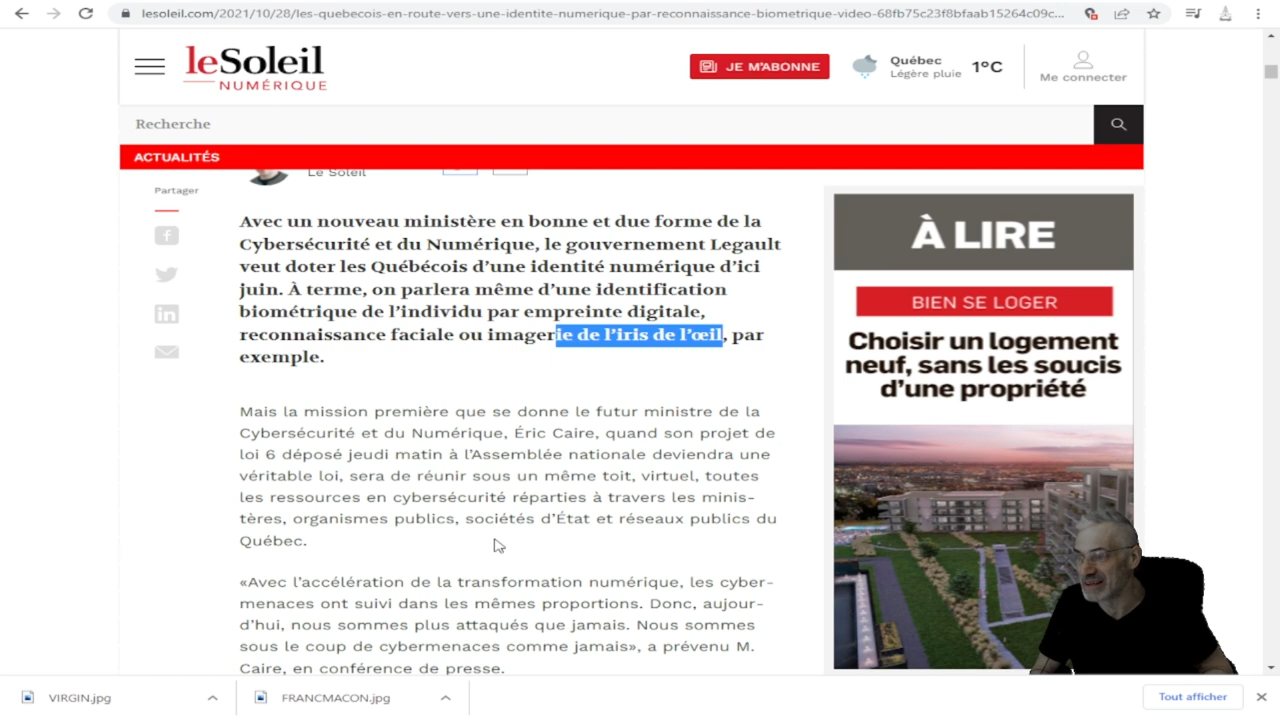 lesoleil.com/2021/10/28/les-quebecois-en-route-vers-une-identite-numerique-par-reconnaissance-biometrique-video-68fb75c23f8bfaab15264c09c...
leSoleil
NUMÉRIQUE
JE M'ABONNE
Québec
Légère pluie
1°C
Me connecter
Recherche
ACTUALITÉS
Le Soleil
Partager
Avec un nouveau ministère en bonne et due forme de la
Cybersécurité et du Numérique, le gouvernement Legault
veut doter les Québécois d’une identité numérique d’ici
juin. À terme, on parlera même d’une identification
biométrique de l’individu par empreinte digitale,
reconnaissance faciale ou imagerie de l’iris de l’œil, par
exemple.
Mais la mission première que se donne le futur ministre de la
Cybersécurité et du Numérique, Éric Caire, quand son projet de
loi 6 déposé jeudi matin à l’Assemblée nationale deviendra une
véritable loi, sera de réunir sous un même toit, virtuel, toutes
les ressources en cybersécurité réparties à travers les minis-
tères, organismes publics, sociétés d’État et réseaux publics du
Québec.
«Avec l’accélération de la transformation numérique, les cyber-
menaces ont suivi dans les mêmes proportions. Donc, aujour-
d’hui, nous sommes plus attaqués que jamais. Nous sommes
sous le coup de cybermenaces comme jamais», a prévenu M.
Caire, en conférence de presse.
À LIRE
BIEN SE LOGER
Choisir un logement
neuf, sans les soucis
d’une propriété
VIRGIN.jpg
FRANCMACON.jpg
Tout afficher